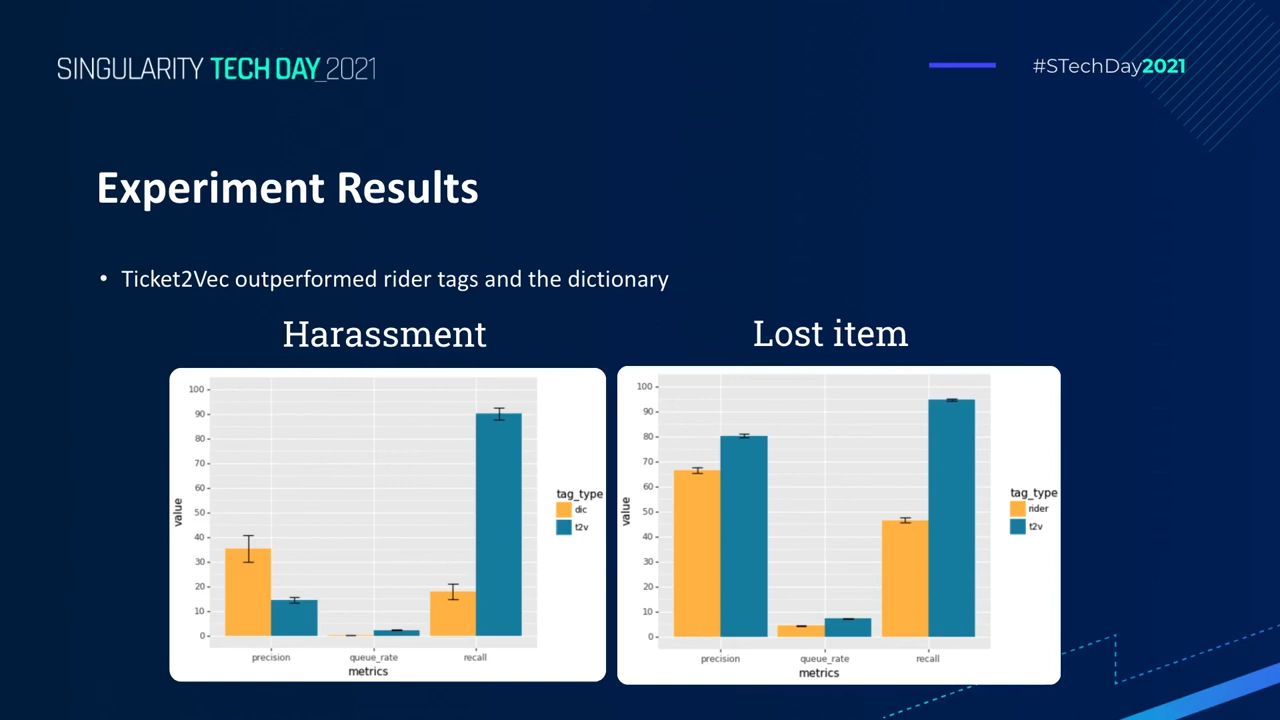 SINGULARITY TECH DAY_2021
#STechDay2021
Experiment Results
• Ticket2Vec outperformed rider tags and the dictionary
Harassment
100
90
80
70
60
50
40
30
20
10
0
value
precision
queue_rate
recall
metrics
tag_type
dic
t2v
Lost item
100
90
80
70
60
50
40
30
20
10
0
value
precision
queue_rate
recall
metrics
tag_type
rider
t2v